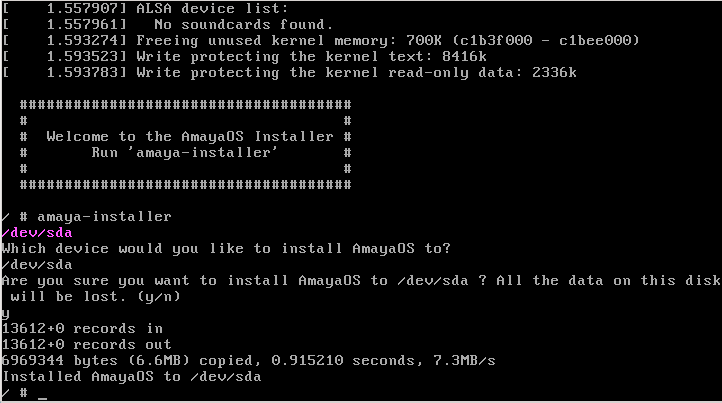 [    1.557907] ALSA device list:
[    1.557961]   No soundcards found.
[    1.593274] Freeing unused kernel memory: 700K (c1b3f000 - c1bee000)
[    1.593523] Write protecting the kernel text: 8416k
[    1.593783] Write protecting the kernel read-only data: 2336k
#####################################
#                                   #
#  Welcome to the AmayaOS Installer #
#       Run 'amaya-installer'       #
#                                   #
#####################################
/ # amaya-installer
/dev/sda
Which device would you like to install AmayaOS to?
/dev/sda
Are you sure you want to install AmayaOS to /dev/sda ? All the data on this disk
 will be lost. (y/n)
y
13612+0 records in
13612+0 records out
6969344 bytes (6.6MB) copied, 0.915210 seconds, 7.3MB/s
Installed AmayaOS to /dev/sda
/ # _